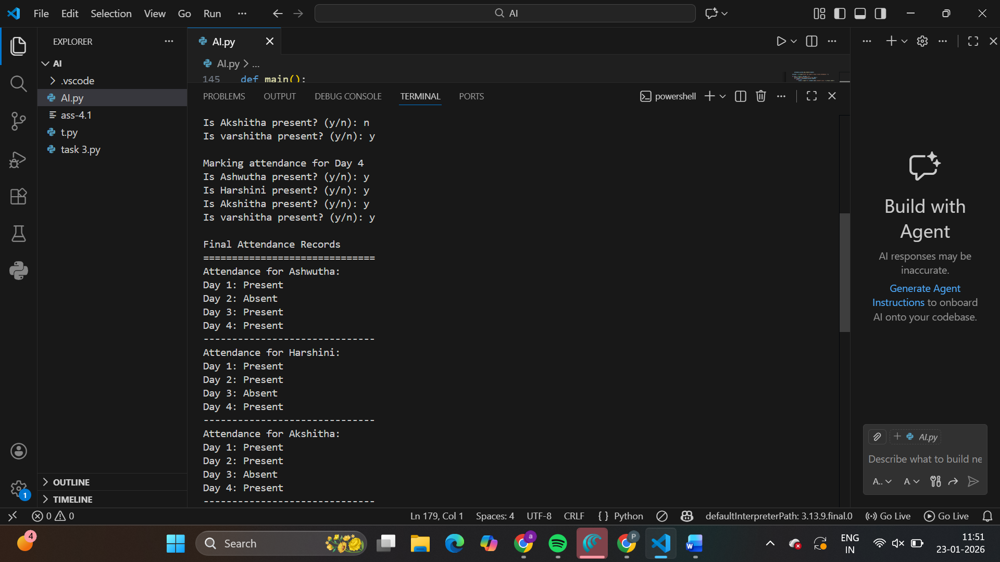 File Edit Selection View Go Run ...
AI
EXPLORER ...
AI
.vscode
AI.py
ass-4.1
t.py
task 3.py
OUTLINE
TIMELINE
1
AI.py
AI.py > ...
145 def main():
PROBLEMS OUTPUT DEBUG CONSOLE TERMINAL PORTS
powershell
Is Akshitha present? (y/n): n
Is varshitha present? (y/n): y
Marking attendance for Day 4
Is Ashwutha present? (y/n): y
Is Harshini present? (y/n): y
Is Akshitha present? (y/n): y
Is varshitha present? (y/n): y
Final Attendance Records
==============================
Attendance for Ashwutha:
Day 1: Present
Day 2: Absent
Day 3: Present
Day 4: Present
------------------------------
Attendance for Harshini:
Day 1: Present
Day 2: Present
Day 3: Absent
Day 4: Present
------------------------------
Attendance for Akshitha:
Day 1: Present
Day 2: Present
Day 3: Absent
Day 4: Present
------------------------------
Build with
Agent
AI responses may be
inaccurate.
Generate Agent
Instructions to onboard
AI onto your codebase.
AI.py
Describe what to build ne
A.. A
0 0
Ln 179, Col 1 Spaces: 4 UTF-8 CRLF { } Python defaultInterpreterPath: 3.13.9.final.0 Go Live Go Live
4
Search
a
P
W
ENG
IN
11:51
23-01-2026